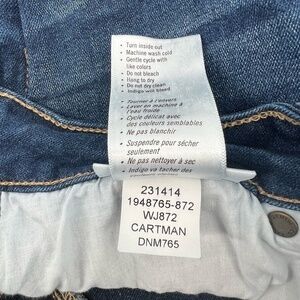 • Turn inside out
• Machine wash cold
• Gentle cycle with
like colors
• Do not bleach
• Hang to dry
• Do not dry clean
• Indigo will bleed
• Tourner à l'envers
• Laver en machine à
l'eau froide
• Cycle délicat avec
des couleurs semblables
• Ne pas blanchir
• Suspendre pour sécher
seulement
• Ne pas nettoyer à sec
• Indigo va tacher des
231414
1948765-872
WJ872
CARTMAN
DNM765